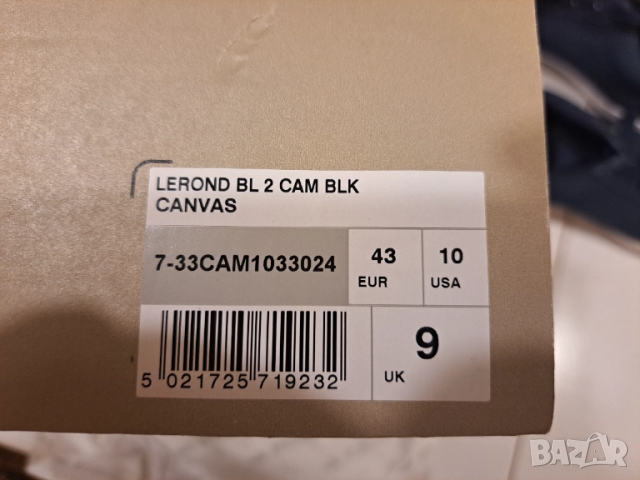 LEROND BL 2 CAM BLK
CANVAS
7-33CAM1033024
43
EUR
10
USA
5 021725 719232
9
UK
BAZAR